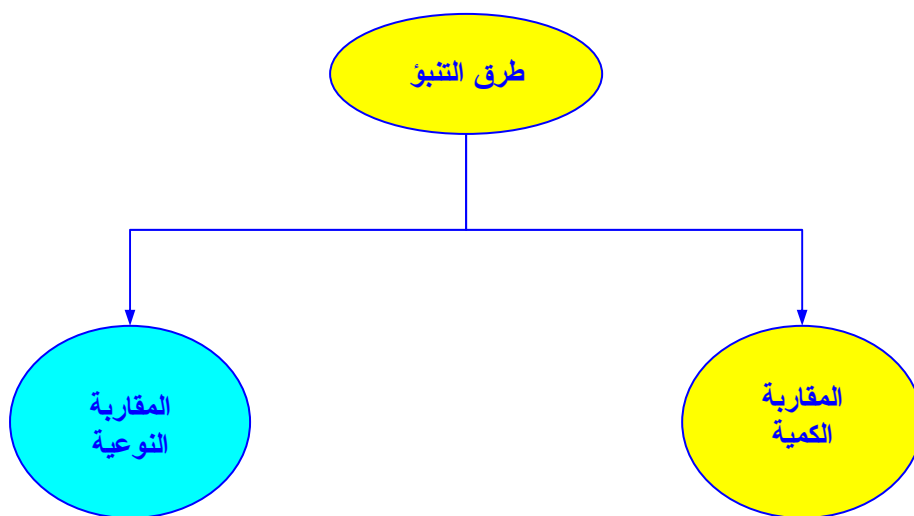 طرق التنبؤ
المقاربة
الكمية
المقاربة
النوعية